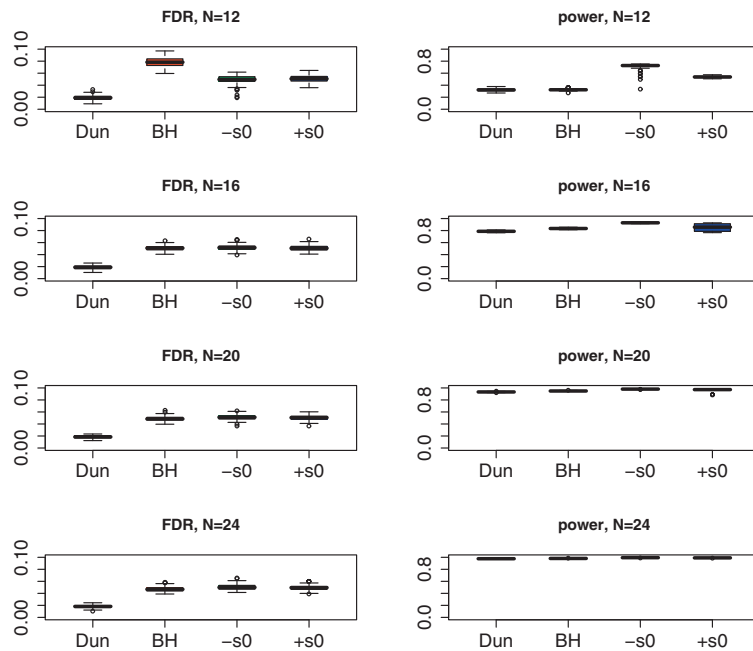 FDR, N=12
0.10
0.00
Dun BH −s0 +s0
power, N=12
0.8
0.0
Dun BH −s0 +s0
FDR, N=16
0.10
0.00
Dun BH −s0 +s0
power, N=16
0.8
0.0
Dun BH −s0 +s0
FDR, N=20
0.10
0.00
Dun BH −s0 +s0
power, N=20
0.8
0.0
Dun BH −s0 +s0
FDR, N=24
0.10
0.00
Dun BH −s0 +s0
power, N=24
0.8
0.0
Dun BH −s0 +s0